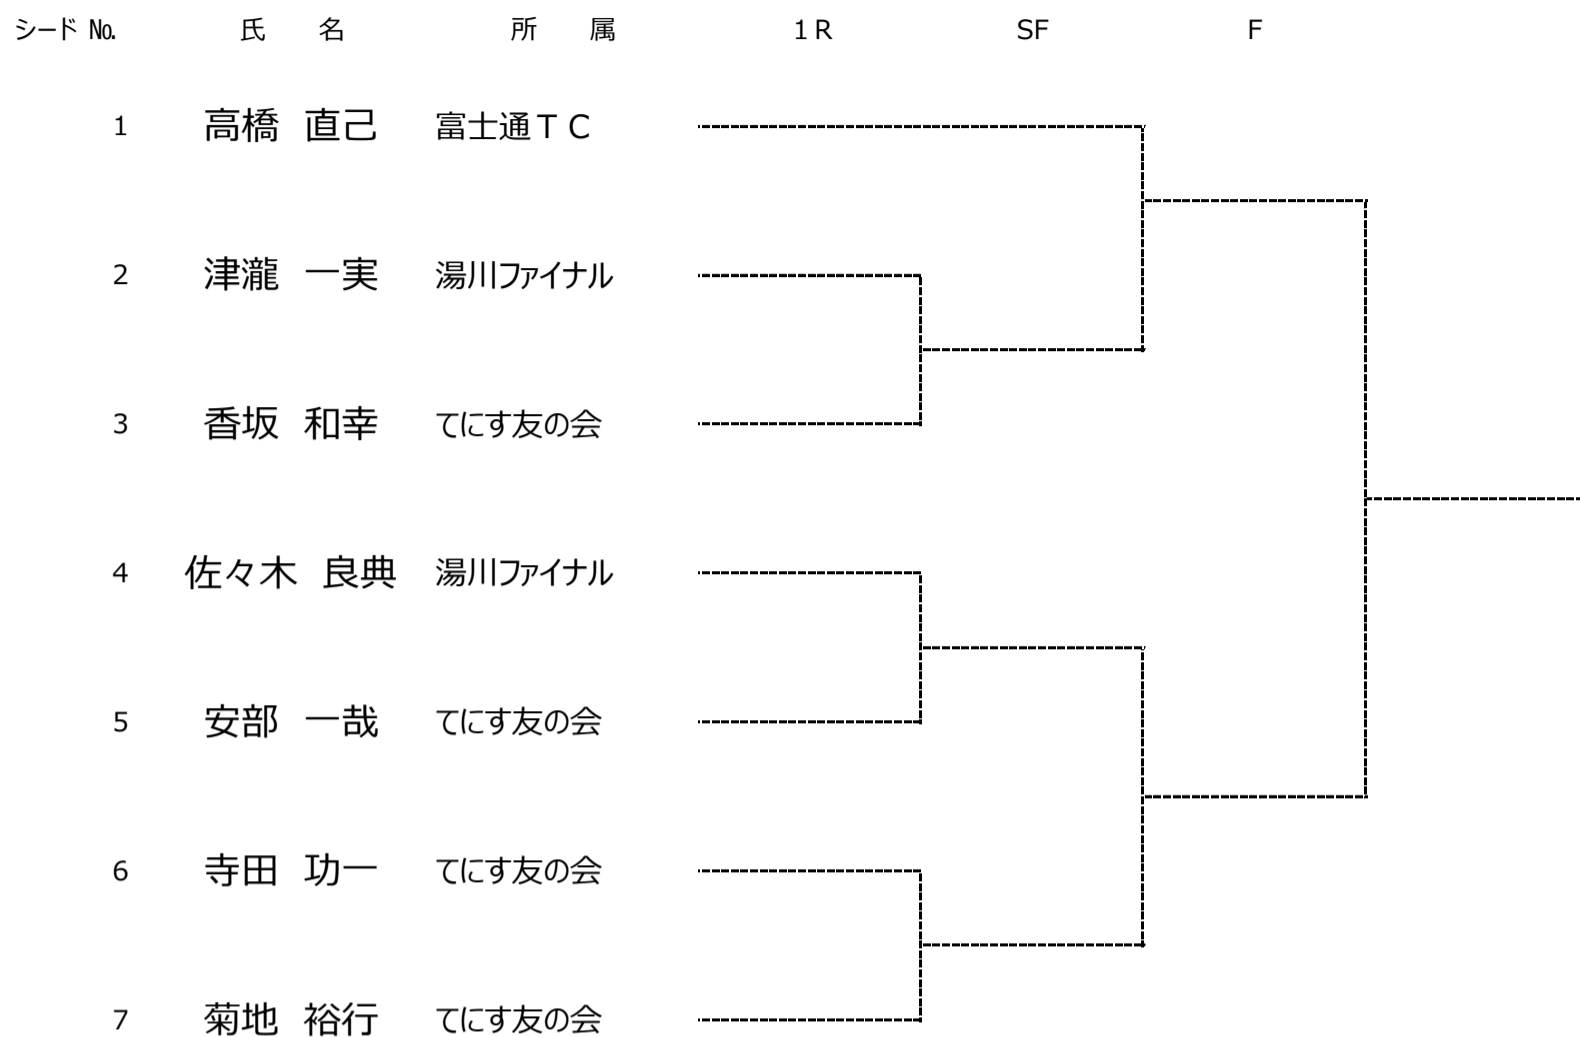 シード No. 氏 名 所 属 1R SF F
1 高橋 直己 富士通TC
2 津瀧 一実 湯川ファイナル
3 香坂 和幸 てにす友の会
4 佐々木 良典 湯川ファイナル
5 安部 一哉 てにす友の会
6 寺田 功一 てにす友の会
7 菊地 裕行 てにす友の会